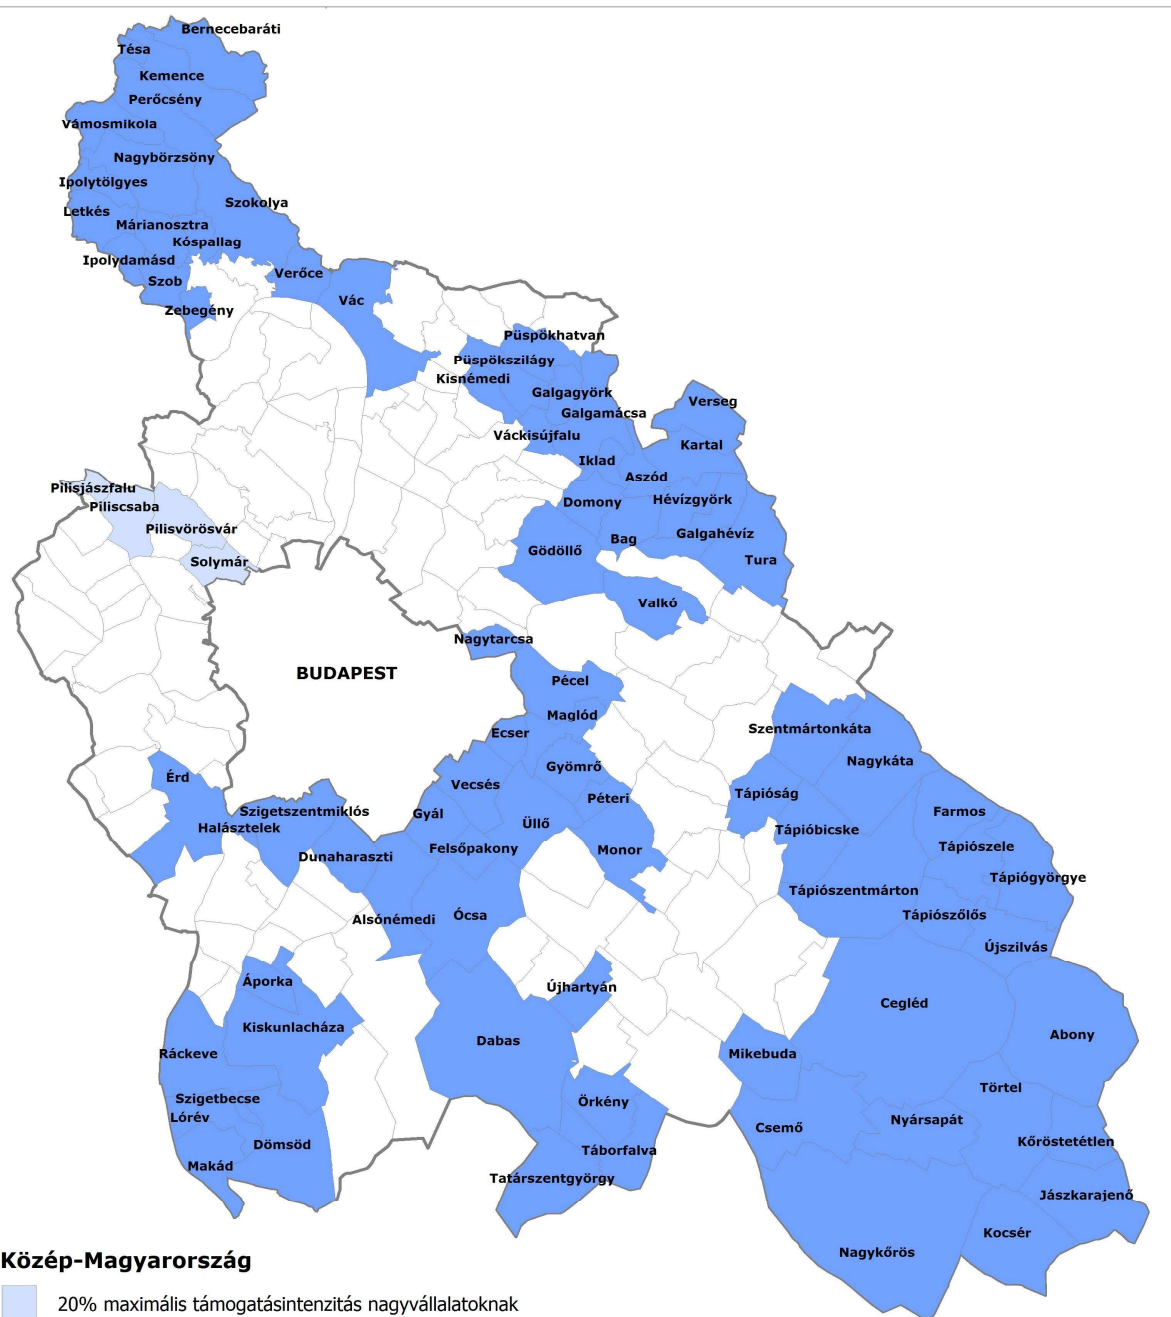 Bernecebaráti
Tésa
Kemence
Perőcsény
Vámosmikola
Nagybörzsöny
Ipolytölgyes
Szokolya
Letkés
Márianosztra
Kóspallag
Ipolydamásd
Verőce
Szob
Vác
Zebegény
Püspökhatvan
Püspökszilágy
Kisnémedi
Galgagyörk
Verseg
Galgamácsa
Váckisújfalu
Kartal
Iklad
Aszód
Pilisjászfalu
Hévízgyörk
Domony
Piliscsaba
Pilisvörösvár
Galgahévíz
Bag
Gödöllő
Solymár
Tura
Valkó
Nagytarcsa
BUDAPEST
Pécel
Maglód
Szentmártonkáta
Ecser
Nagykáta
Gyömrő
Érd
Vecsés
Tápióság
Péteri
Szigetszentmiklós
Farmos
Gyál
Üllő
Halásztelek
Tápióbicske
Tápiószele
Felsőpakony
Monor
Dunaharaszti
Tápiógyörgye
Tápiószentmárton
Ócsa
Tápiószőlős
Alsónémedi
Újszilvás
Áporka
Újhartyán
Cegléd
Kiskunlacháza
Abony
Dabas
Ráckeve
Mikebuda
Törtel
Szigetbecse
Örkény
Lórév
Nyársapát
Csemő
Kőröstetétlen
Dömsöd
Táborfalva
Makád
Tatárszentgyörgy
Jászkarajenő
Kocsér
Nagykőrös
Közép-Magyarország
20% maximális támogatásintenzitás nagyvállalatoknak